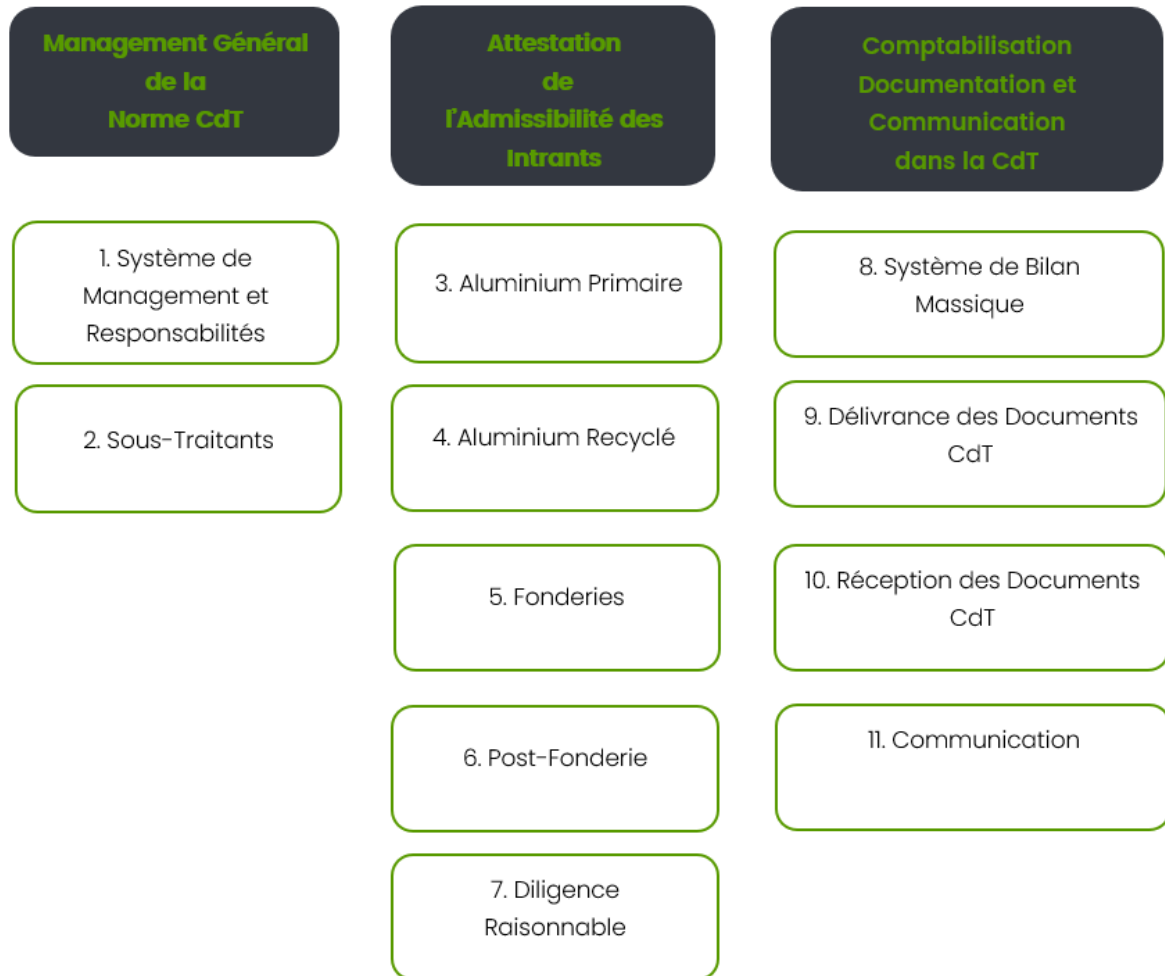 Management Général
de la
Norme CdT
1. Système de
Management et
Responsabilités
2. Sous-Traitants
Attestation
de
l'Admissibilité des
Intrants
3. Aluminium Primaire
4. Aluminium Recyclé
5. Fonderies
6. Post-Fonderie
7. Diligence
Raisonnable
Comptabilisation
Documentation et
Communication
dans la CdT
8. Système de Bilan
Massique
9. Délivrance des Documents
CdT
10. Réception des Documents
CdT
11. Communication